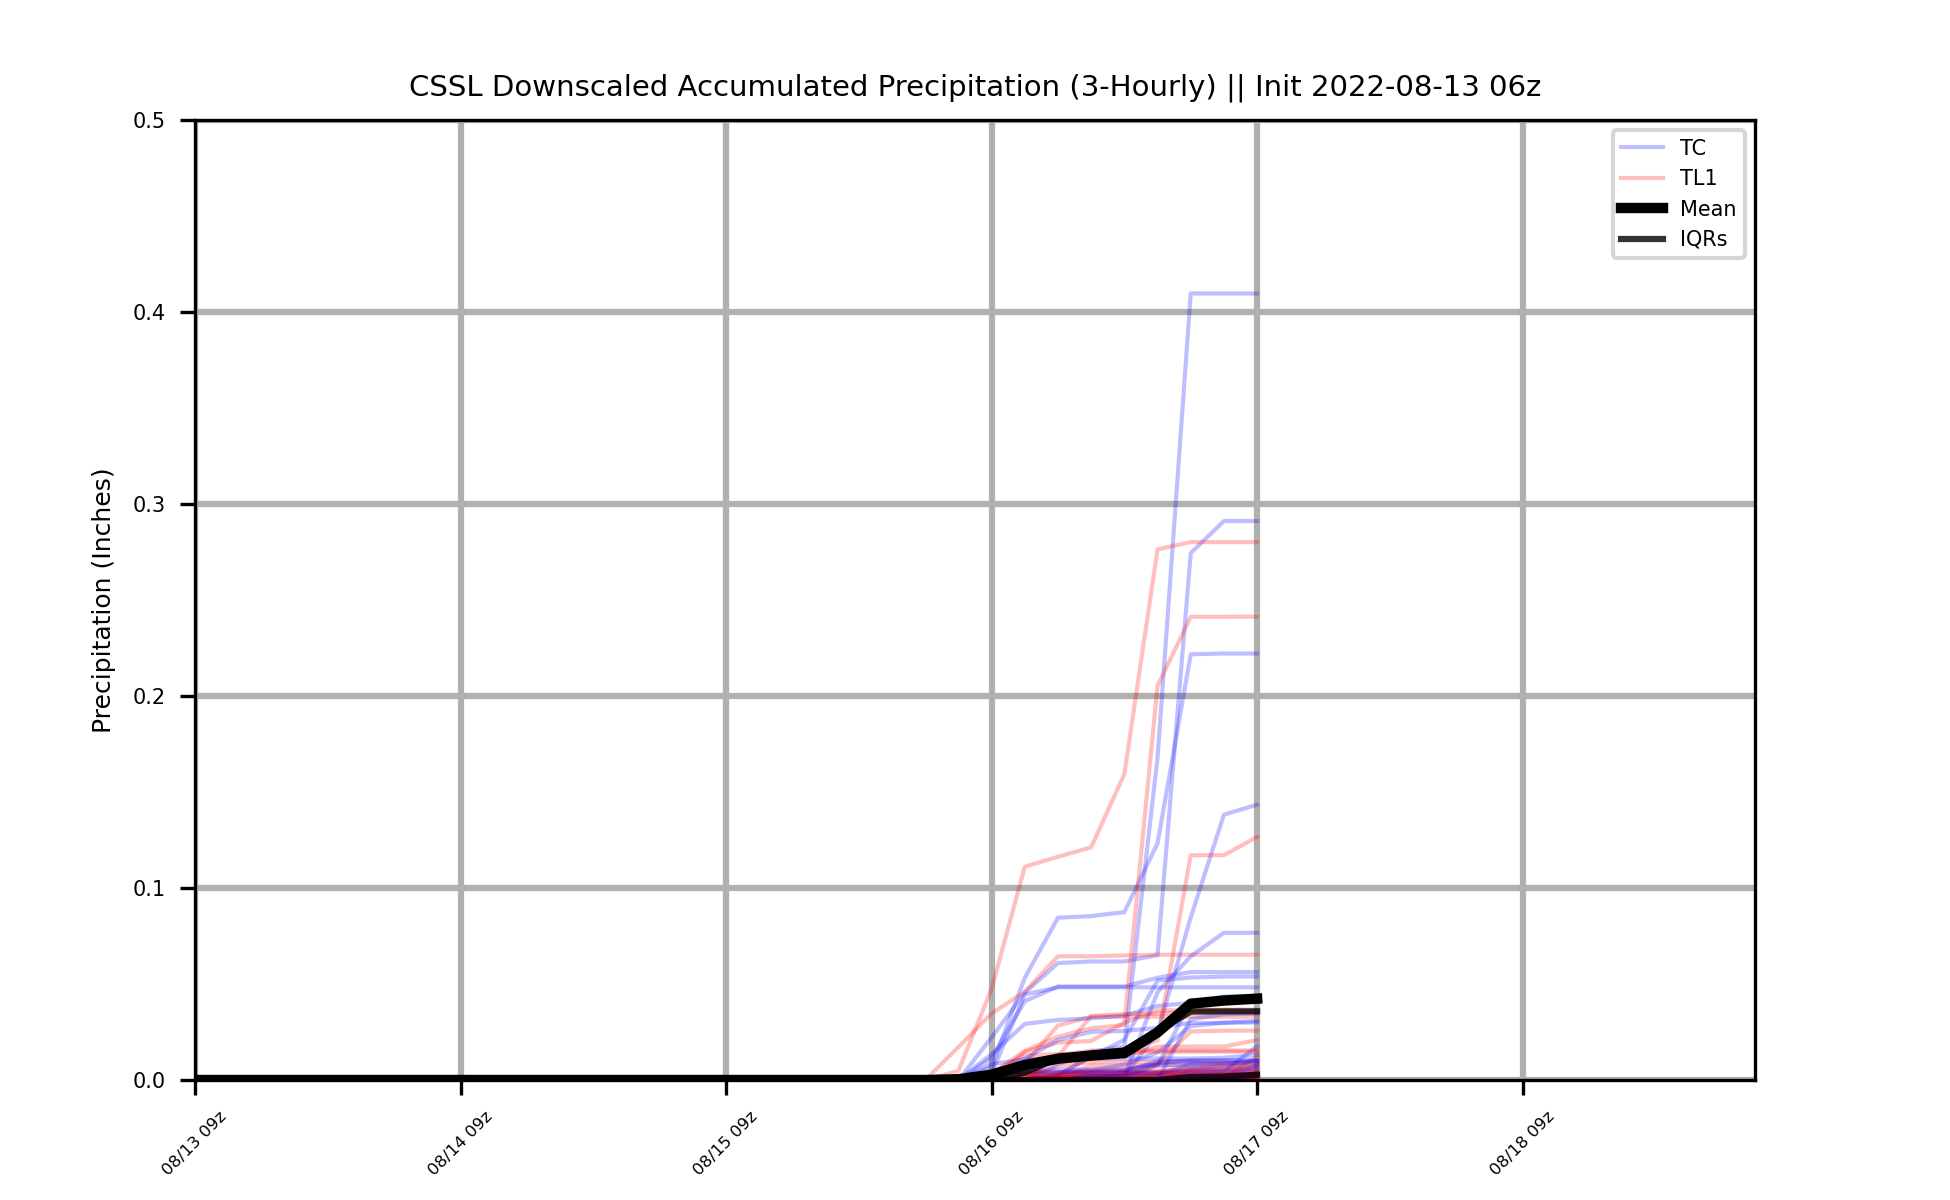 CSSL Downscaled Accumulated Precipitation (3-Hourly) || Init 2022-08-13 06z
0.5
0.4
0.3
0.2
0.1
0.0
Precipitation (Inches)
TC
TL1
Mean
IQRs
08/13 09z
08/14 09z
08/15 09z
08/16 09z
08/17 09z
08/18 09z